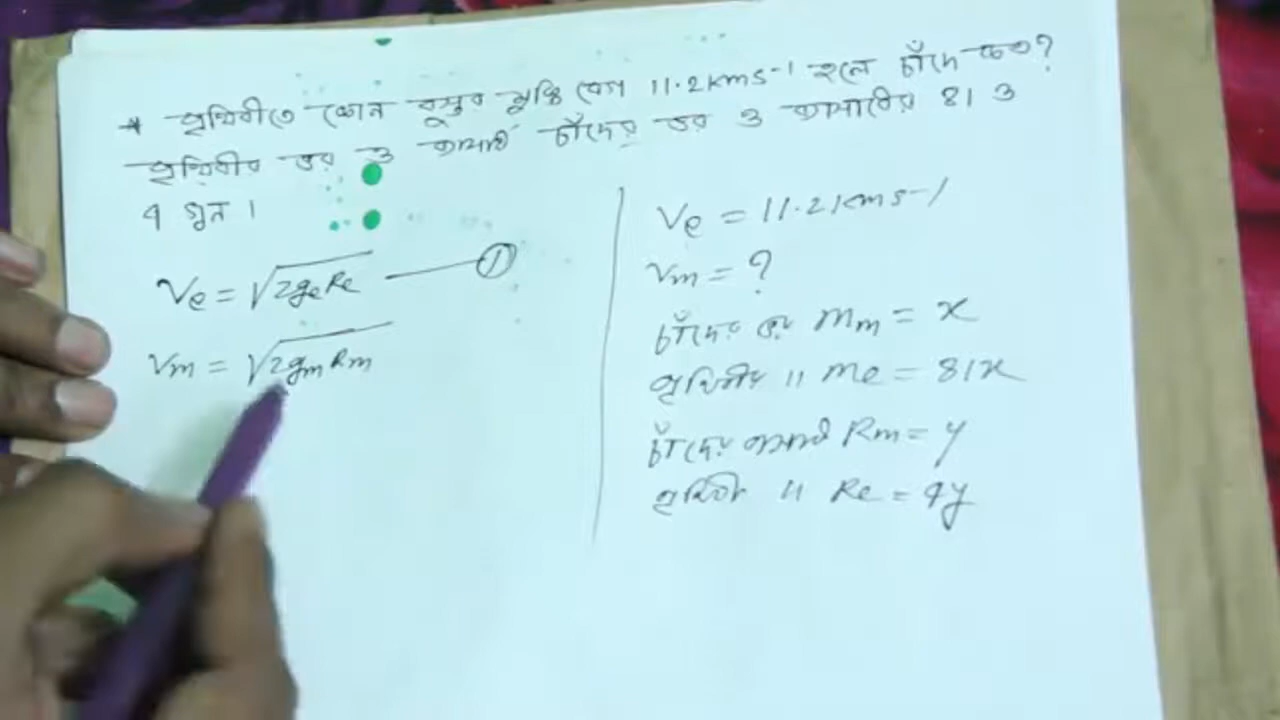 * পৃথিবীতে কোন বস্তুর মুক্তি বেগ 11.2kms⁻¹ হলে চাঁদে কত?
পৃথিবীর ভর ও ব্যাসার্ধ চাঁদের ভর ও ব্যাসার্ধের 81 ও
4 গুন ।
Ve = √2geRe ——— ①
Vm = √2gmRm
Ve = 11.2kms⁻¹
Vm = ?
চাঁদের ভর Mm = x
পৃথিবীর 〃 Me = 81x
চাঁদের ব্যাসার্ধ Rm = y
পৃথিবীর 〃 Re = 4y